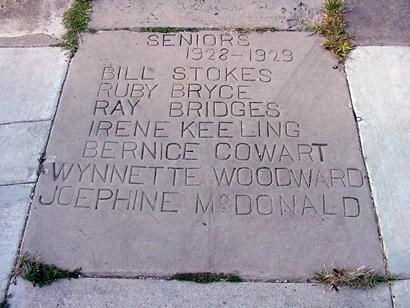 SENIORS
1928-1929
BILL STOKES
RUBY BRYCE
RAY BRIDGES
IRENE KEELING
BERNICE COWART
WYNNETTE WOODWARD
JOEPHINE McDONALD